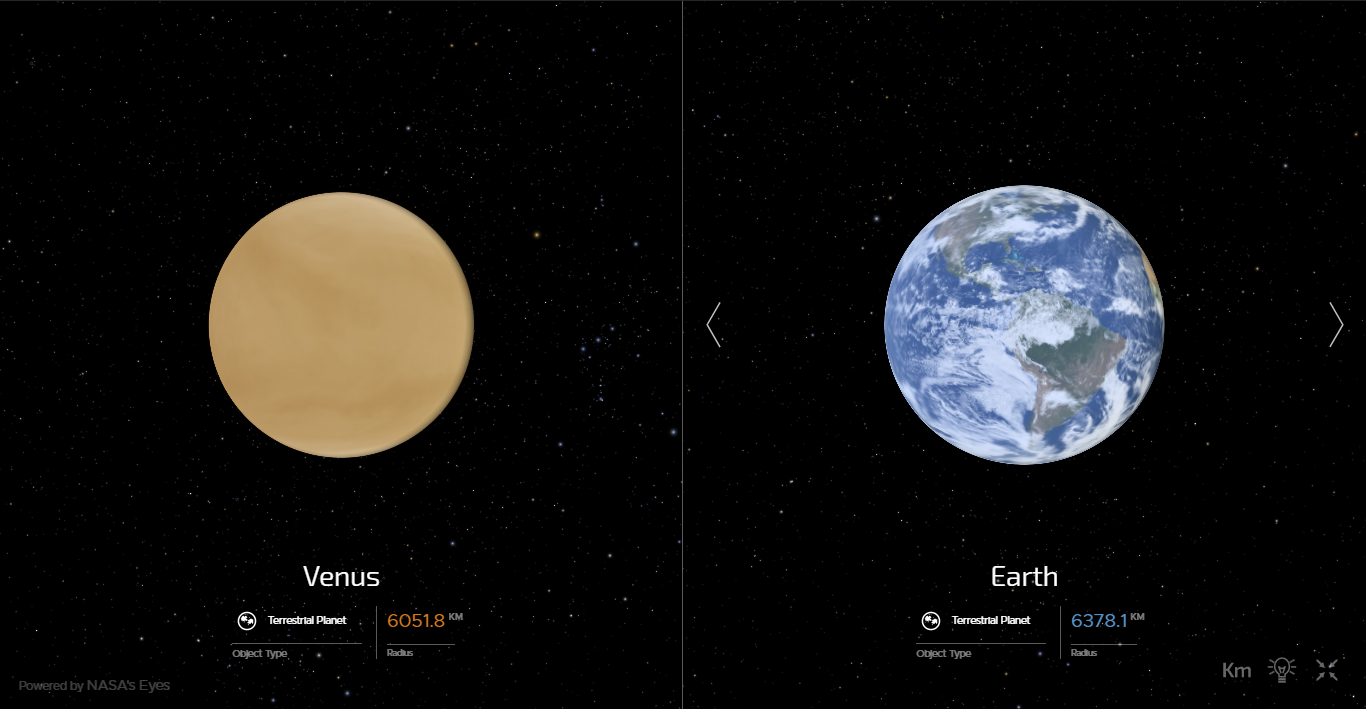 Venus
Terrestrial Planet
6051.8 KM
Object Type
Radius
Earth
Terrestrial Planet
6378.1 KM
Object Type
Radius
Powered by NASA's Eyes
Km